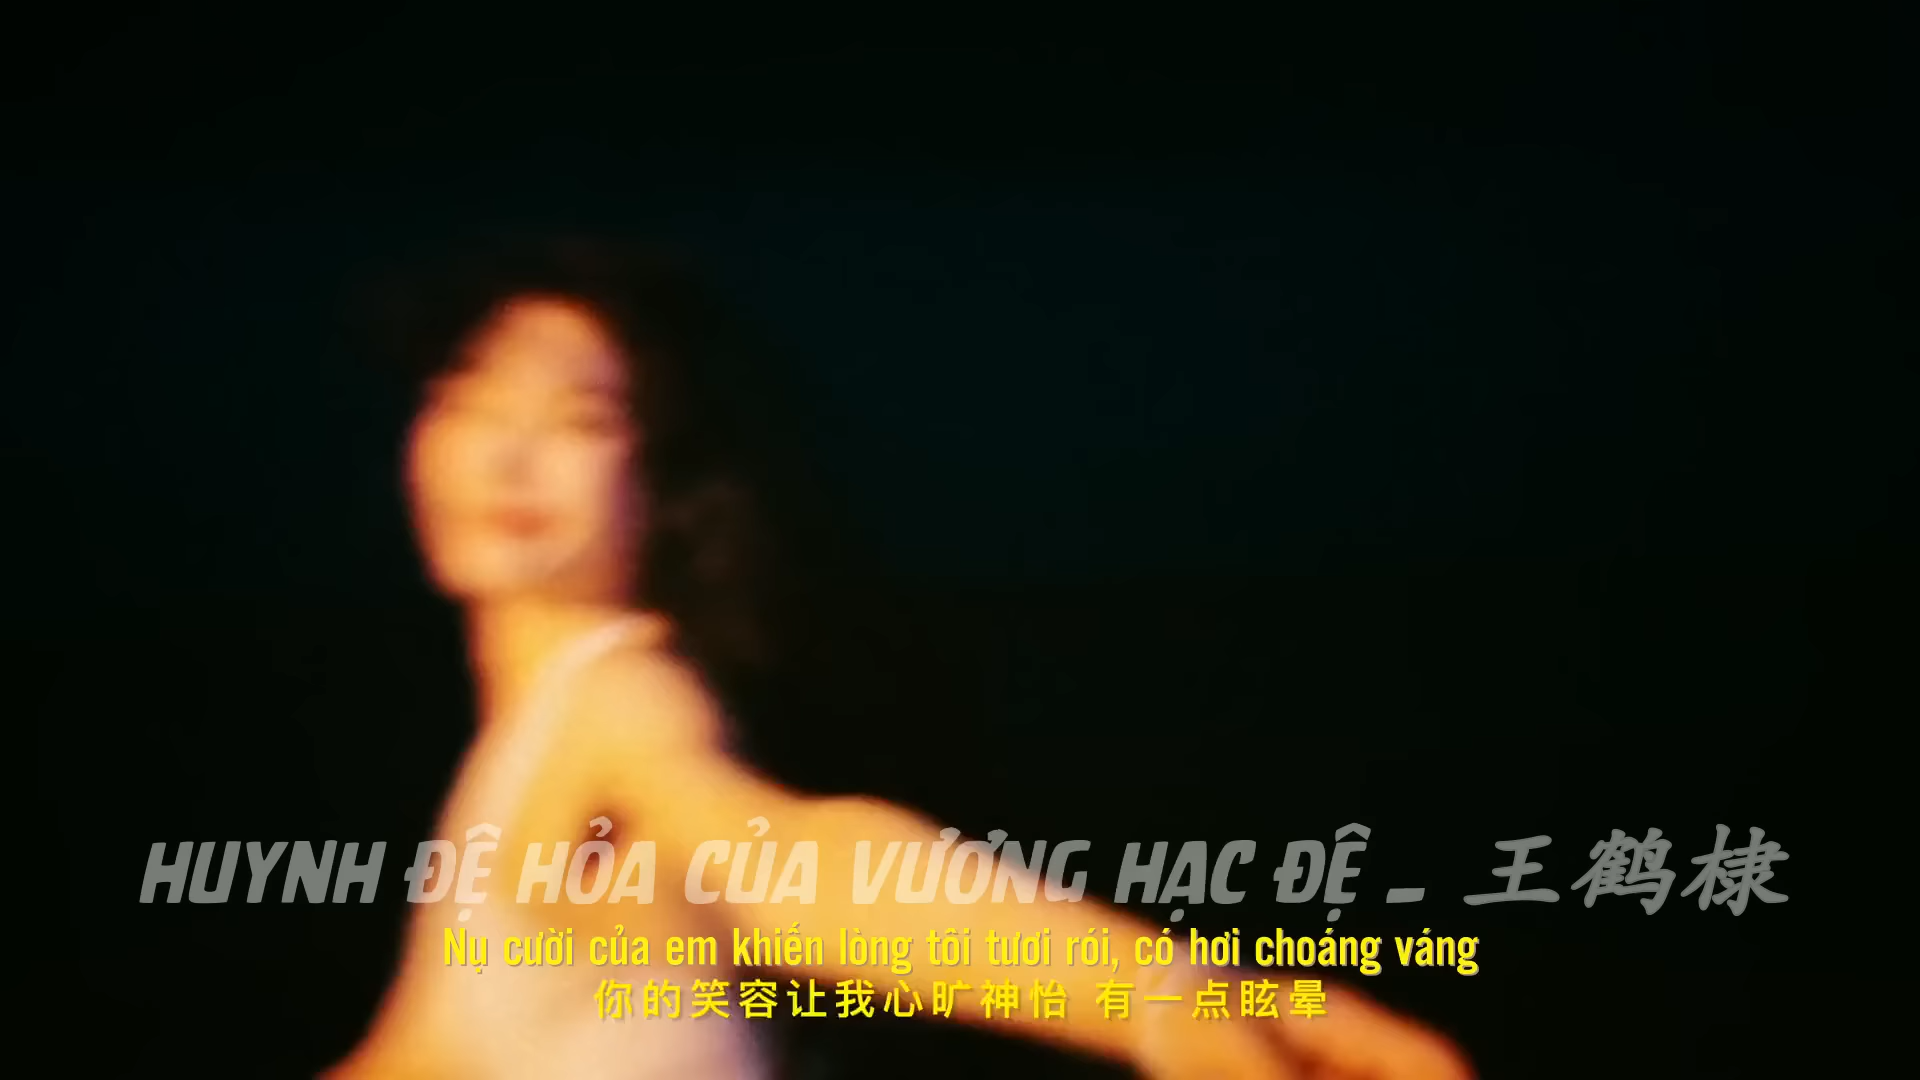 HUYNH ĐỆ HỎA CỦA VƯƠNG HẠC ĐỆ - 王鹤棣
Nụ cười của em khiến lòng tôi tươi rói, có hơi choáng váng
你的笑容让我心旷神怡 有一点眩晕